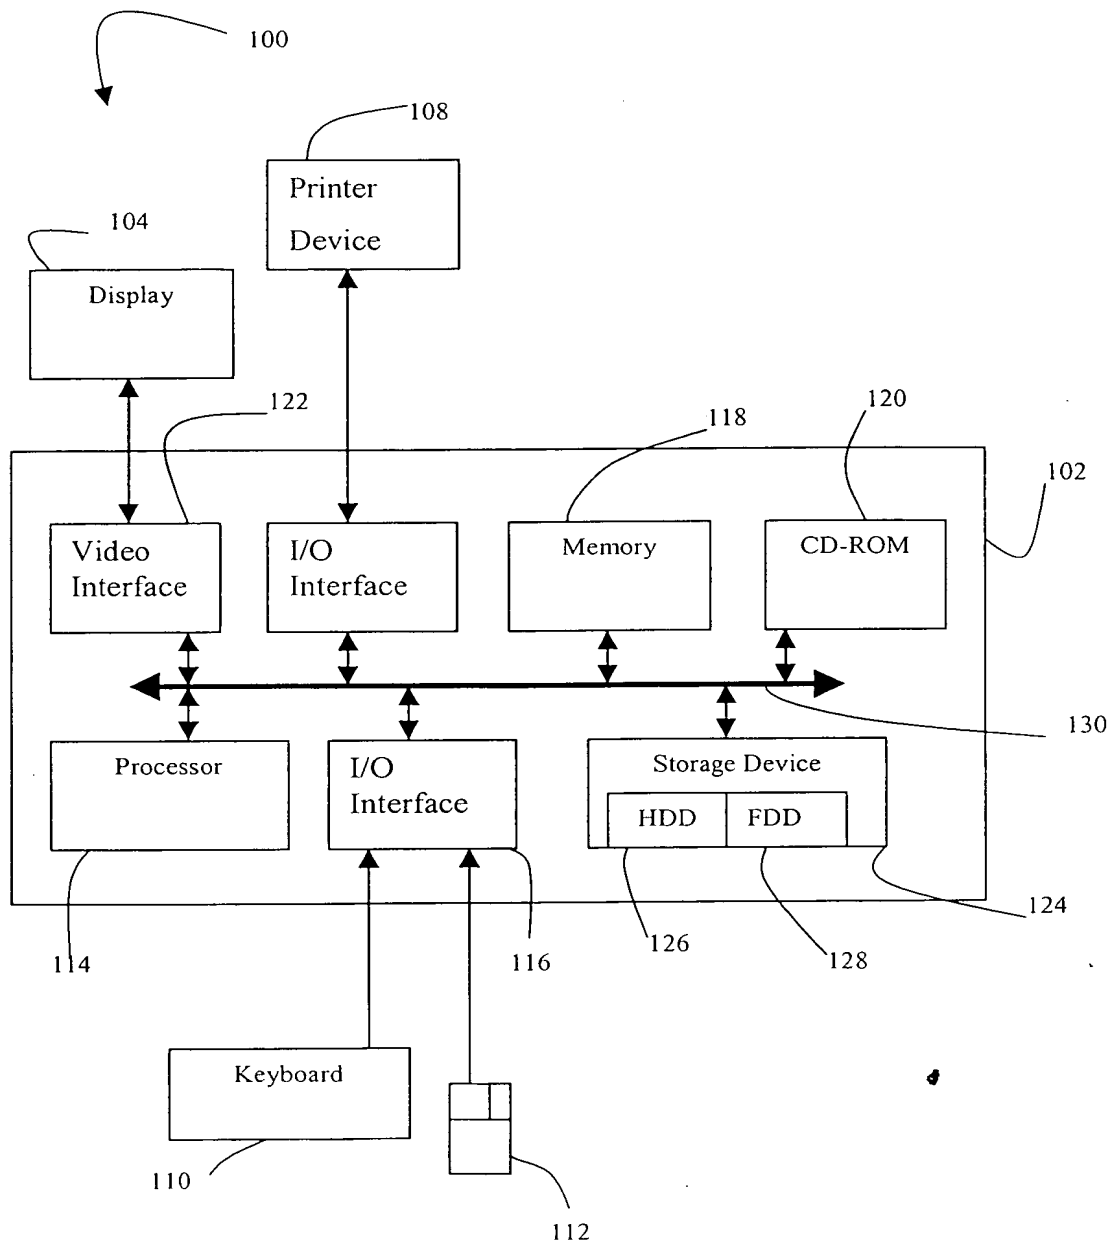 100
108
Printer
Device
104
Display
122
118
120
102
Video
Interface
I/O
Interface
Memory
CD-ROM
130
Processor
I/O
Interface
Storage Device
HDD
FDD
114
116
126
128
124
Keyboard
110
112